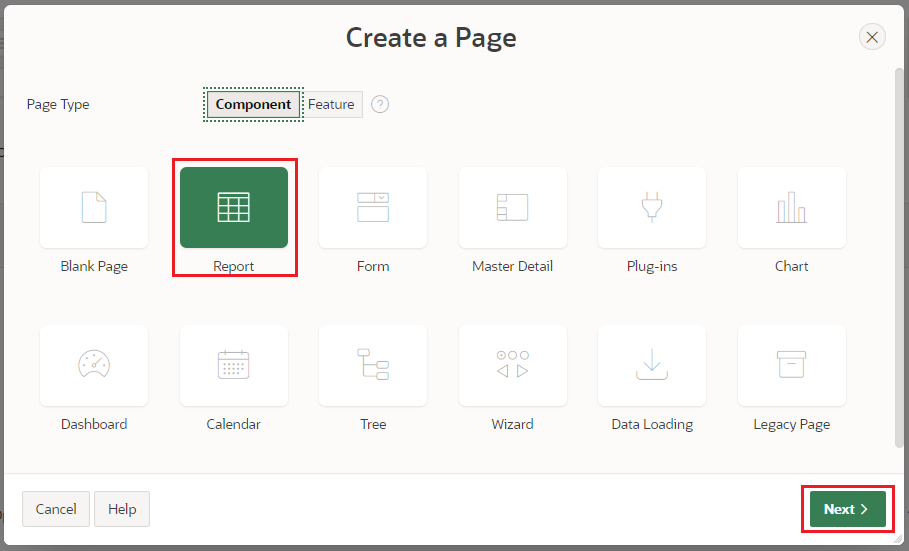 Create a Page
Page Type
Component Feature ?
Blank Page Report Form Master Detail Plug-ins Chart
Dashboard Calendar Tree Wizard Data Loading Legacy Page
Cancel Help Next